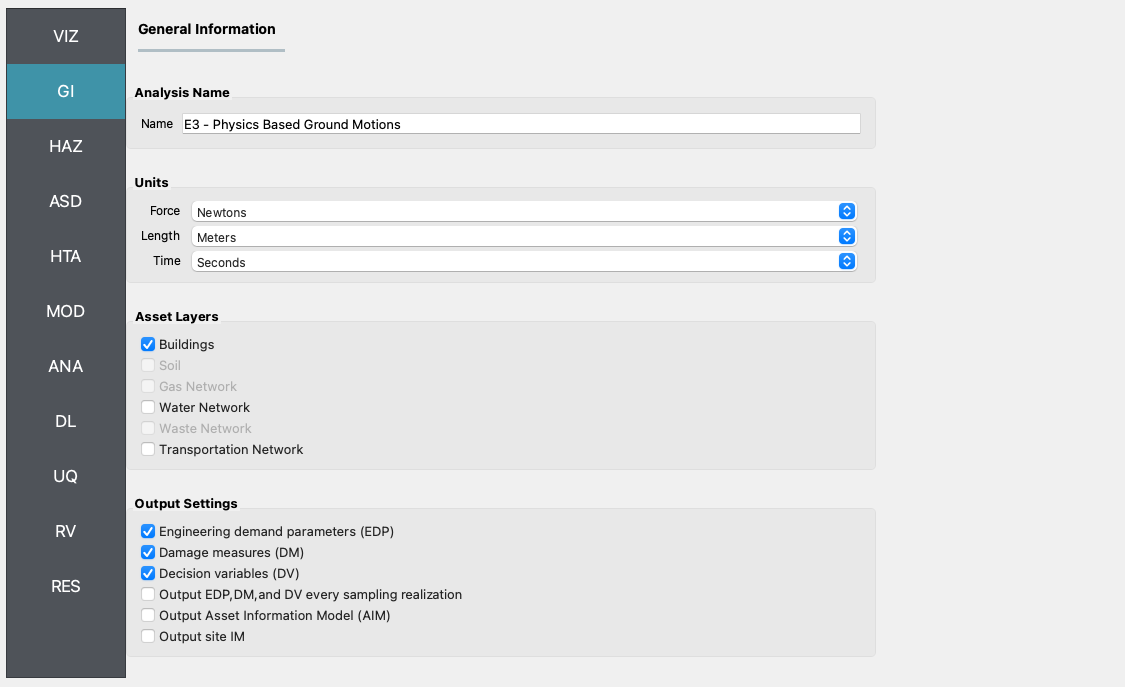 VIZ
GI
HAZ
ASD
HTA
MOD
ANA
DL
UQ
RV
RES
General Information
Analysis Name
Name E3 - Physics Based Ground Motions
Units
Force Newtons
Length Meters
Time Seconds
Asset Layers
Buildings
Soil
Gas Network
Water Network
Waste Network
Transportation Network
Output Settings
Engineering demand parameters (EDP)
Damage measures (DM)
Decision variables (DV)
Output EDP,DM,and DV every sampling realization
Output Asset Information Model (AIM)
Output site IM